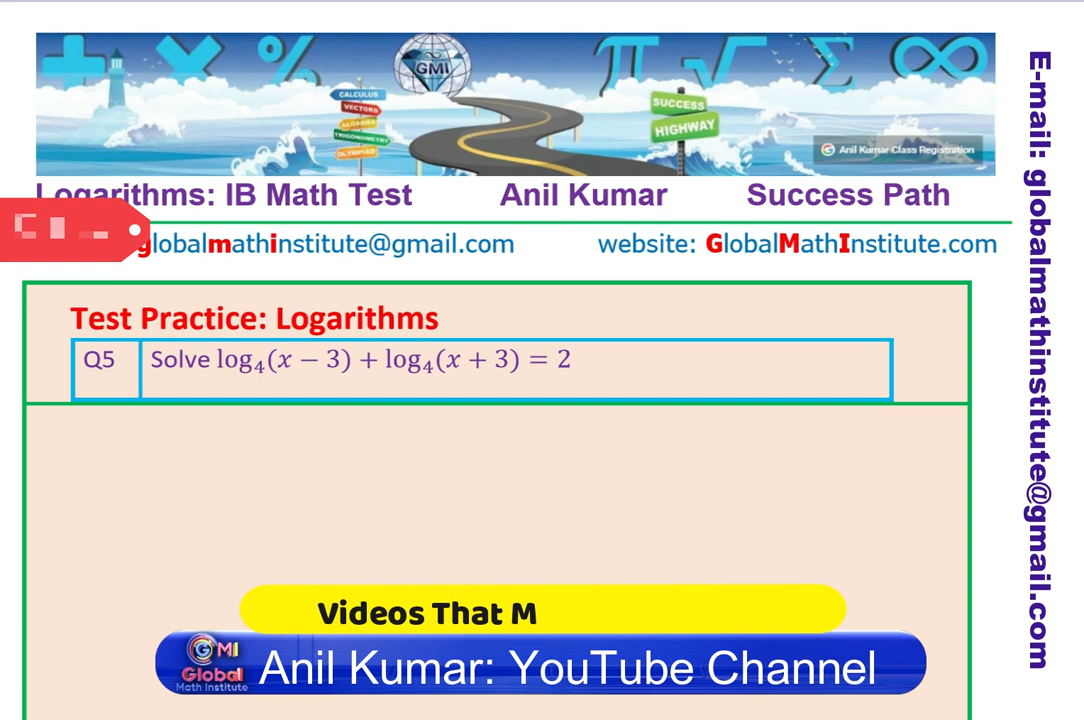 GMI
CALCULUS
VECTORS
ALGEBRA
TRIGONOMETRY
OLYMPIAD
SUCCESS
HIGHWAY
Anil Kumar Class Registration
Logarithms: IB Math Test Anil Kumar Success Path
globalmathinstitute@gmail.com website: GlobalMathInstitute.com
E-mail: globalmathinstitute@gmail.com
Test Practice: Logarithms
Q5 Solve log₄(x − 3) + log₄(x + 3) = 2
Videos That M
GMI
Global
Math Institute
Anil Kumar: YouTube Channel